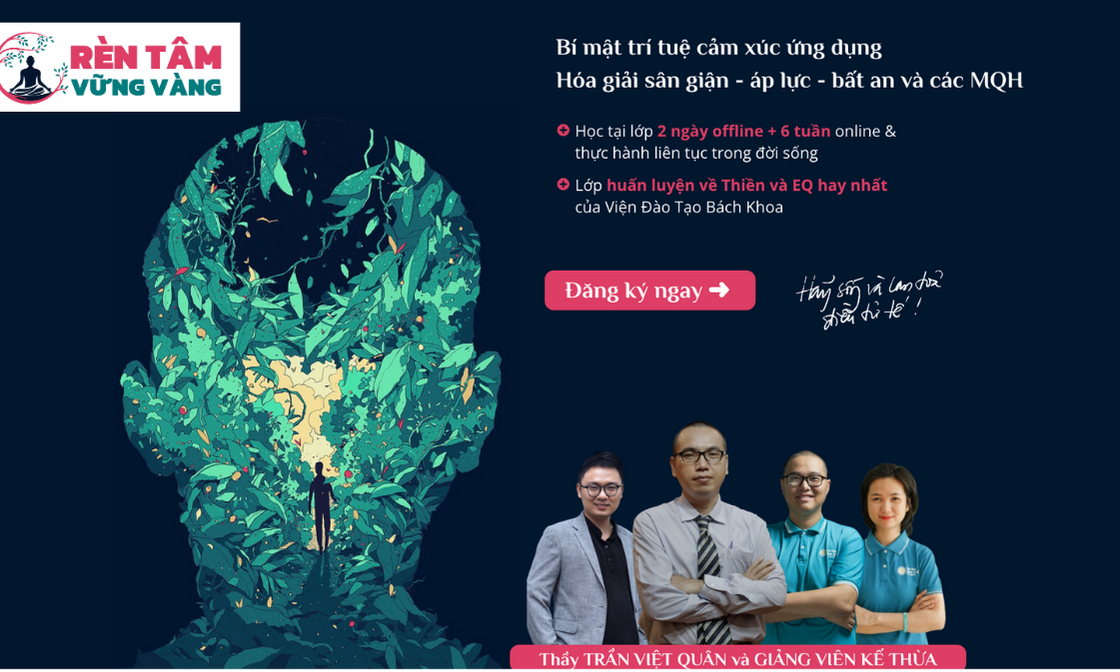 RÈN TÂM
VỮNG VÀNG
Bí mật trí tuệ cảm xúc ứng dụng
Hóa giải sân giận - áp lực - bất an và các MQH
Học tại lớp 2 ngày offline + 6 tuần online &
thực hành liên tục trong đời sống
Lớp huấn luyện về Thiền và EQ hay nhất
của Viện Đào Tạo Bách Khoa
Đăng ký ngay
Hãy sống và lan toả
điều tử tế !
Thầy TRẦN VIỆT QUÂN và GIẢNG VIÊN KẾ THỪA